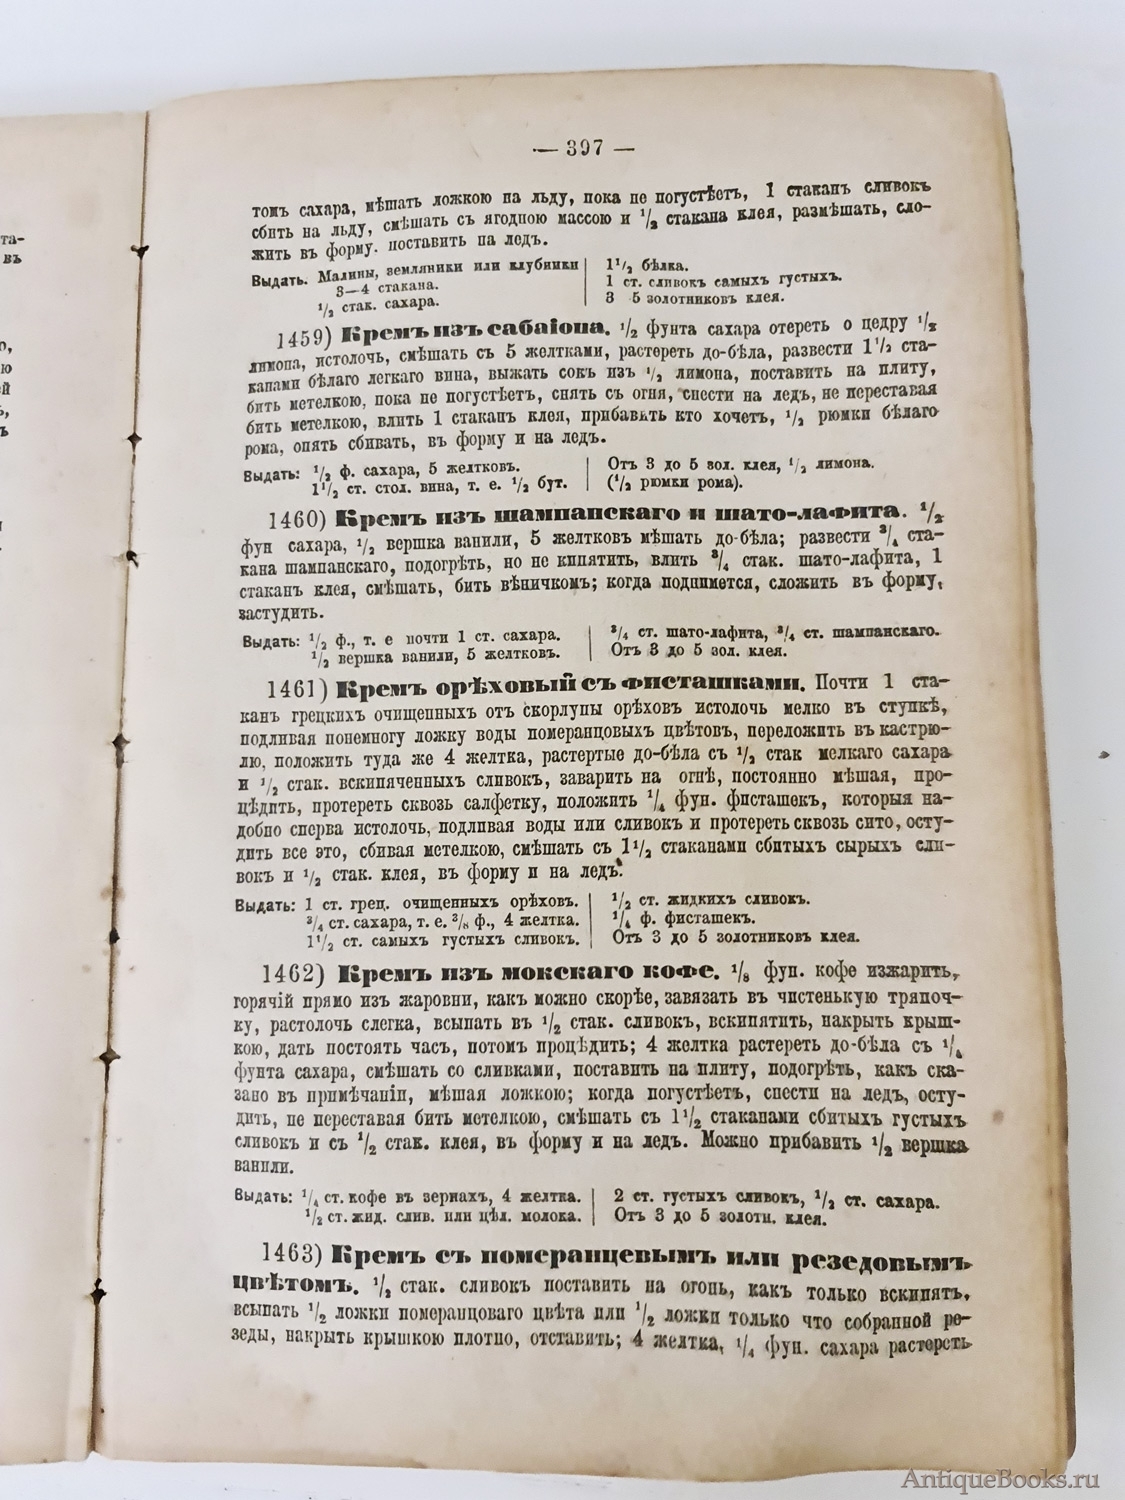 — 397 —
томъ сахара, мѣшать ложкою на льду, пока не погустѣетъ, 1 стаканъ сливокъ
сбить на льду, смѣшать съ ягодною массою и 1/2 стакана клея, размѣшать, сло-
жить въ форму. поставить на ледъ.
Выдать. Малины, земляники или клубники
3—4 стакана.
1/2 стак. сахара.
1 1/2 бѣлка.
1 ст. сливокъ самыхъ густыхъ.
3 5 золотниковъ клея.
1459) Кремъ изъ сабаіона. 1/2 фунта сахара отереть о цедру 1/2
лимона, истолочь, смѣшать съ 5 желтками, растереть до-бѣла, развести 1 1/2 ста-
канами бѣлаго легкаго вина, выжать сокъ изъ 1/2 лимона, поставить на плиту,
бить метелкою, пока не погустѣетъ, снять съ огня, снести на ледъ, не переставая
бить метелкою, влить 1 стаканъ клея, прибавить кто хочетъ, 1/2 рюмки бѣлаго
рома, опять сбивать, въ форму и на ледъ.
Выдать: 1/2 ф. сахара, 5 желтковъ.
1 1/2 ст. стол. вина, т. е. 1/2 бут.
Отъ 3 до 5 зол. клея, 1/2 лимона.
(1/2 рюмки рома).
1460) Кремъ изъ шампанскаго и шато-лафита. 1/2
фун сахара, 1/2 вершка ванили, 5 желтковъ мѣшать до-бѣла; развести 3/4 ста-
кана шампанскаго, подогрѣть, но не кипятить, влить 3/4 стак. шато-лафита, 1
стаканъ клея, смѣшать, бить вѣничкомъ; когда поднимется, сложить въ форму,
застудить.
Выдать: 1/2 ф., т. е почти 1 ст. сахара.
1/2 вершка ванили, 5 желтковъ.
3/4 ст. шато-лафита, 3/4 ст. шампанскаго.
Отъ 3 до 5 зол. клея.
1461) Кремъ орѣховый съ фисташками. Почти 1 ста-
канъ грецкихъ очищенныхъ отъ скорлупы орѣховъ истолочь мелко въ ступкѣ,
подливая понемногу ложку воды померанцовыхъ цвѣтовъ, переложить въ кастрю-
лю, положить туда же 4 желтка, растертые до-бѣла съ 1/2 стак мелкаго сахара
и 1/2 стак. вскипяченныхъ сливокъ, заварить на огнѣ, постоянно мѣшая, про-
цѣдить, протереть сквозь салфетку, положить 1/4 фун. фисташек, которыя на-
добно сперва истолочь, подливая воды или сливокъ и протереть сквозь сито, осту-
дить все это, сбивая метелкою, смѣшать съ 1 1/2 стаканами сбитыхъ сырыхъ сли-
вокъ и 1/2 стак. клея, въ форму и на ледъ.
Выдать: 1 ст. грец. очищенныхъ орѣховъ.
3/4 ст. сахара, т. е. 3/8 ф., 4 желтка.
1 1/2 ст. самыхъ густыхъ сливокъ.
1/2 ст. жидкихъ сливокъ.
1/4 ф. фисташекъ.
Отъ 3 до 5 золотниковъ клея.
1462) Кремъ изъ мокскаго кофе. 1/8 фун. кофе изжарить,
горячій прямо изъ жаровни, какъ можно скорѣе, завязать въ чистенькую тряпоч-
ку, растолочь слегка, всыпать въ 1/2 стак. сливокъ, вскипятить, накрыть крыш-
кою, дать постоять часъ, потомъ процѣдить; 4 желтка растереть до-бѣла съ 1/4
фунта сахара, смѣшать со сливками, поставить на плиту, подогрѣть, какъ ска-
зано въ примѣчаніи, мѣшая ложкою; когда погустѣетъ, снести на ледъ, осту-
дить, не переставая бить метелкою, смѣшать съ 1 1/2 стаканами сбитыхъ густыхъ
сливокъ и съ 1/2 стак. клея, въ форму и на ледъ. Можно прибавить 1/2 вершка
ванили.
Выдать: 1/4 ст. кофе въ зернахъ, 4 желтка.
1/2 ст. жид. слив. или цѣл. молока.
2 ст. густыхъ сливокъ, 1/2 ст. сахара.
Отъ 3 до 5 золотн. клея.
1463) Кремъ съ померанцевымъ или резедовымъ
цвѣтомъ. 1/2 стак. сливокъ поставить на огонь, какъ только вскипятъ,
всыпать 1/2 ложки померанцоваго цвѣта или 1/2 ложки только что собранной ре-
зеды, накрыть крышкою плотно, отставить; 4 желтка, 1/4 фун. сахара растереть
AntiqueBooks.ru